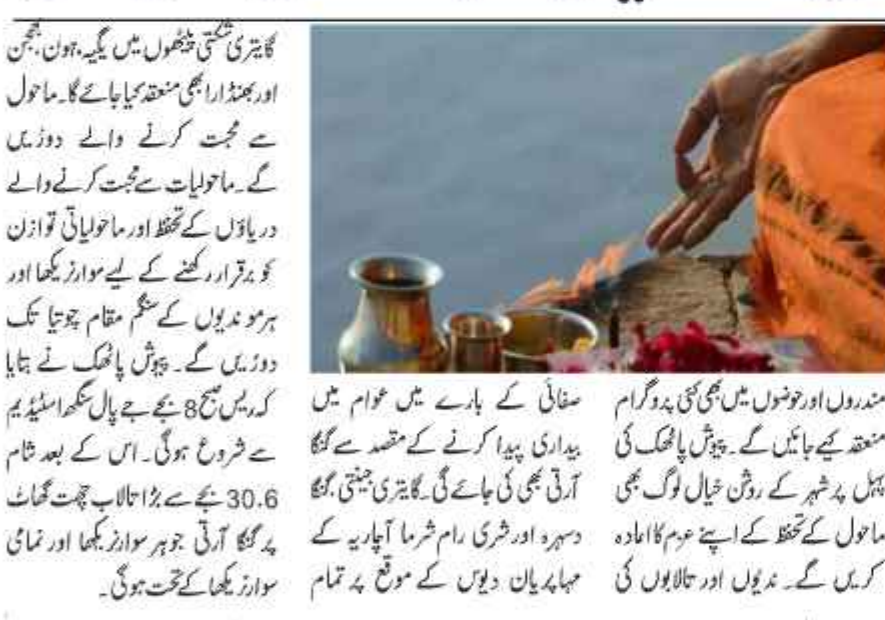 مندروں اور حوضوں میں بھی کئی پروگرام
منعقد کیے جائیں گے۔ پیوش پاٹھک کی
پہل پر شہر کے روشن خیال لوگ بھی
ماحول کے تحفظ کے اپنے عزم کا اعادہ
کریں گے۔ ندیوں اور تالابوں کی
صفائی کے بارے میں عوام میں
بیداری پیدا کرنے کے مقصد سے گنگا
آرتی بھی کی جائے گی۔ گایتری جینتی، گنگا
دسہرہ اور شری رام شرما آچاریہ کے
مہاپریان دیوس کے موقع پر تمام
گایتری شکتی پیٹھوں میں یگیہ، ہون، بھجن
اور بھنڈارا بھی منعقد کیا جائے گا۔ ماحول
سے محبت کرنے والے دوڑیں
گے۔ ماحولیات سے محبت کرنے والے
دریاؤں کے تحفظ اور ماحولیاتی توازن
کو برقرار رکھنے کے لیے سوارنر یکھا اور
ہرمو ندیوں کے سنگم مقام چوتیا تک
دوڑیں گے۔ پیوش پاٹھک نے بتایا
کہ ریس صبح 8 بجے جے پال سنگھ اسٹیڈیم
سے شروع ہوگی۔ اس کے بعد شام
30.6 بجے سے بڑا تالاب چھت گھاٹ
پر گنگا آرتی جوہر سوارنر یکھا اور نمامی
سوارنر یکھا کے تحت ہوگی۔